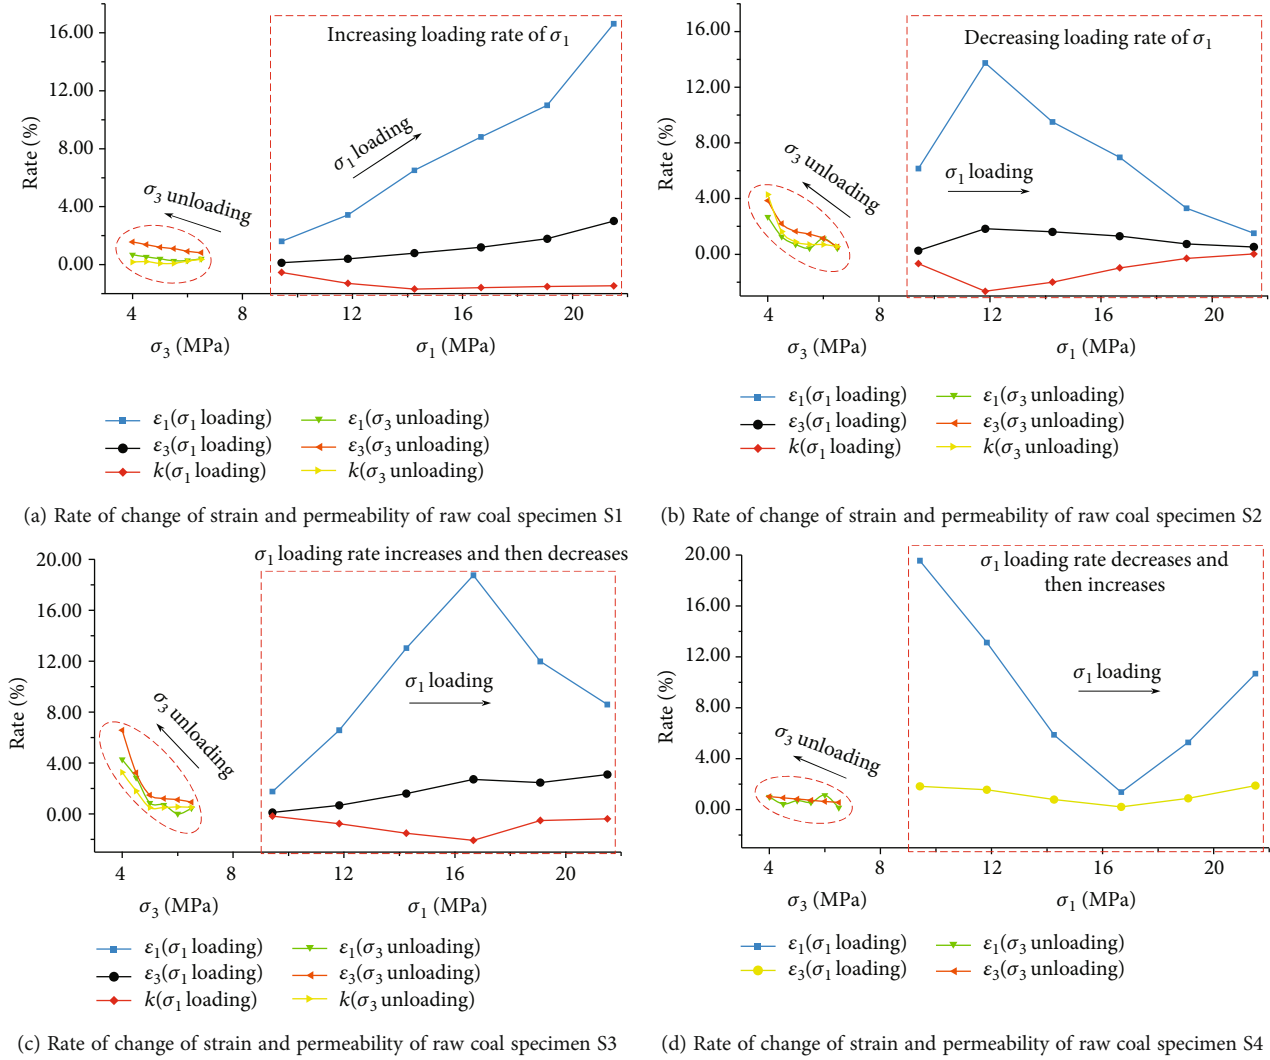 16.00
12.00
8.00
4.00
0.00
Rate (%)
Increasing loading rate of σ1
σ1 loading
σ3 unloading
4
8
12
16
20
σ3 (MPa)
σ1 (MPa)
ε1(σ1 loading)
ε1(σ3 unloading)
ε3(σ1 loading)
ε3(σ3 unloading)
k(σ1 loading)
k(σ3 unloading)
(a) Rate of change of strain and permeability of raw coal specimen S1
16.00
12.00
8.00
4.00
0.00
Rate (%)
Decreasing loading rate of σ1
σ3 unloading
σ1 loading
4
8
12
16
20
σ3 (MPa)
σ1 (MPa)
ε1(σ1 loading)
ε1(σ3 unloading)
ε3(σ1 loading)
ε3(σ3 unloading)
k(σ1 loading)
k(σ3 unloading)
(b) Rate of change of strain and permeability of raw coal specimen S2
20.00
16.00
12.00
8.00
4.00
0.00
Rate (%)
σ1 loading rate increases and then decreases
σ1 loading
σ3 unloading
4
8
12
16
20
σ3 (MPa)
σ1 (MPa)
ε1(σ1 loading)
ε1(σ3 unloading)
ε3(σ1 loading)
ε3(σ3 unloading)
k(σ1 loading)
k(σ3 unloading)
(c) Rate of change of strain and permeability of raw coal specimen S3
20.00
16.00
12.00
8.00
4.00
0.00
Rate (%)
σ1 loading rate decreases and
then increases
σ1 loading
σ3 unloading
4
8
12
16
20
σ3 (MPa)
σ1 (MPa)
ε1(σ1 loading)
ε1(σ3 unloading)
ε3(σ1 loading)
ε3(σ3 unloading)
(d) Rate of change of strain and permeability of raw coal specimen S4